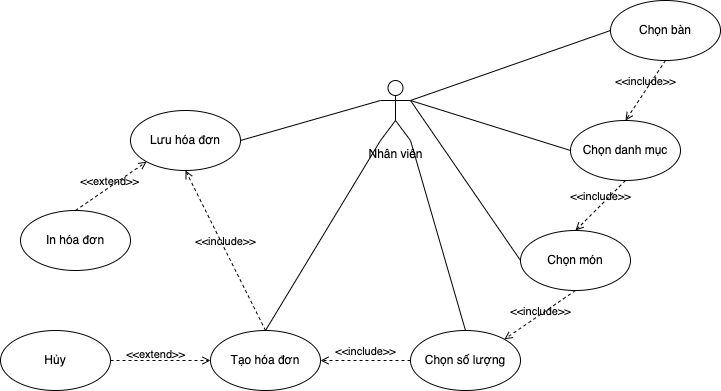 Chọn bàn
<<include>>
Lưu hóa đơn
Nhân viên
Chọn danh mục
<<extend>>
<<include>>
In hóa đơn
<<include>>
Chọn món
<<include>>
Hủy
<<extend>>
Tạo hóa đơn
<<include>>
Chọn số lượng